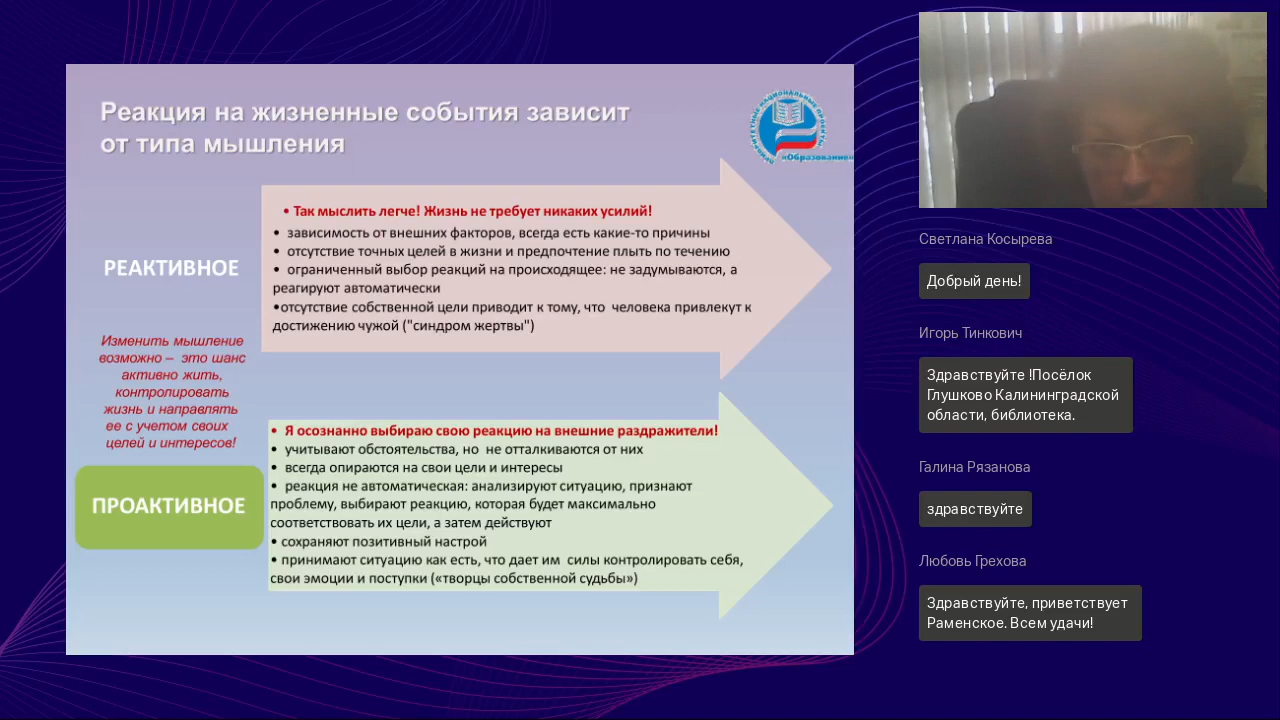 Реакция на жизненные события зависит
от типа мышления
ПРИОРИТЕТНЫЕ НАЦИОНАЛЬНЫЕ ПРОЕКТЫ
«Образование»
РЕАКТИВНОЕ
• Так мыслить легче! Жизнь не требует никаких усилий!
• зависимость от внешних факторов, всегда есть какие-то причины
• отсутствие точных целей в жизни и предпочтение плыть по течению
• ограниченный выбор реакций на происходящее: не задумываются, а
реагируют автоматически
•отсутствие собственной цели приводит к тому, что человека привлекут к
достижению чужой ("синдром жертвы")
Изменить мышление
возможно – это шанс
активно жить,
контролировать
жизнь и направлять
ее с учетом своих
целей и интересов!
ПРОАКТИВНОЕ
• Я осознанно выбираю свою реакцию на внешние раздражители!
• учитывают обстоятельства, но не отталкиваются от них
• всегда опираются на свои цели и интересы
• реакция не автоматическая: анализируют ситуацию, признают
проблему, выбирают реакцию, которая будет максимально
соответствовать их цели, а затем действуют
• сохраняют позитивный настрой
• принимают ситуацию как есть, что дает им силы контролировать себя,
свои эмоции и поступки («творцы собственной судьбы»)
Светлана Косырева
Добрый день!
Игорь Тинкович
Здравствуйте !Посёлок
Глушково Калининградской
области, библиотека.
Галина Рязанова
здравствуйте
Любовь Грехова
Здравствуйте, приветствует
Раменское. Всем удачи!